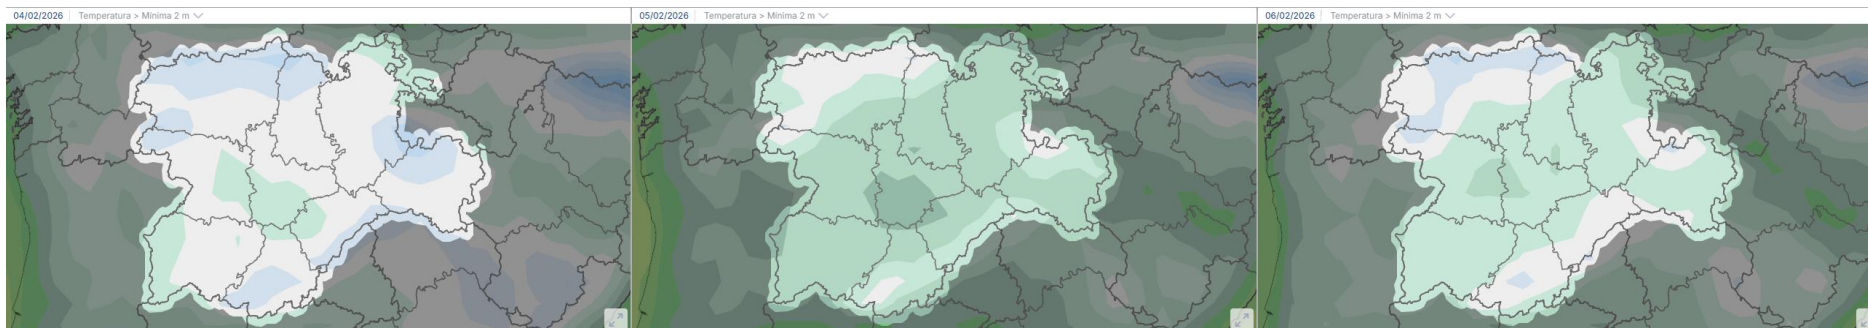 04/02/2026 Temperatura > Mínima 2 m
05/02/2026 Temperatura > Mínima 2 m
06/02/2026 Temperatura > Mínima 2 m